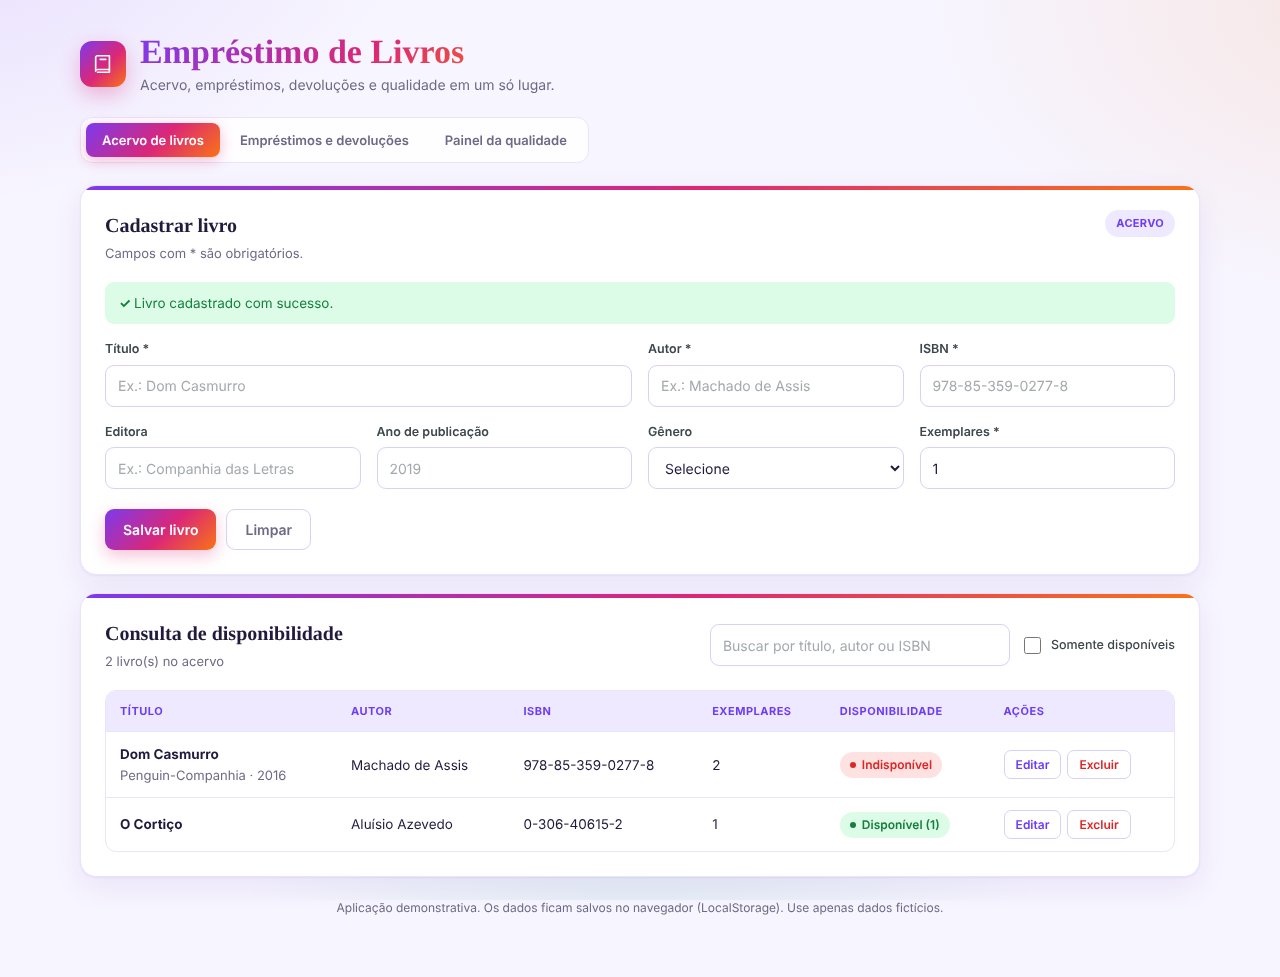 Empréstimo de Livros
Acervo, empréstimos, devoluções e qualidade em um só lugar.
Acervo de livros Empréstimos e devoluções Painel da qualidade
Cadastrar livro ACERVO
Campos com * são obrigatórios.
✓ Livro cadastrado com sucesso.
Título * Autor * ISBN *
Ex.: Dom Casmurro Ex.: Machado de Assis 978-85-359-0277-8
Editora Ano de publicação Gênero Exemplares *
Ex.: Companhia das Letras 2019 Selecione 1
Salvar livro Limpar
Consulta de disponibilidade
2 livro(s) no acervo
Buscar por título, autor ou ISBN Somente disponíveis
TÍTULO AUTOR ISBN EXEMPLARES DISPONIBILIDADE AÇÕES
Dom Casmurro
Penguin-Companhia · 2016
Machado de Assis 978-85-359-0277-8 2 Indisponível Editar Excluir
O Cortiço Aluísio Azevedo 0-306-40615-2 1 Disponível (1) Editar Excluir
Aplicação demonstrativa. Os dados ficam salvos no navegador (LocalStorage). Use apenas dados fictícios.